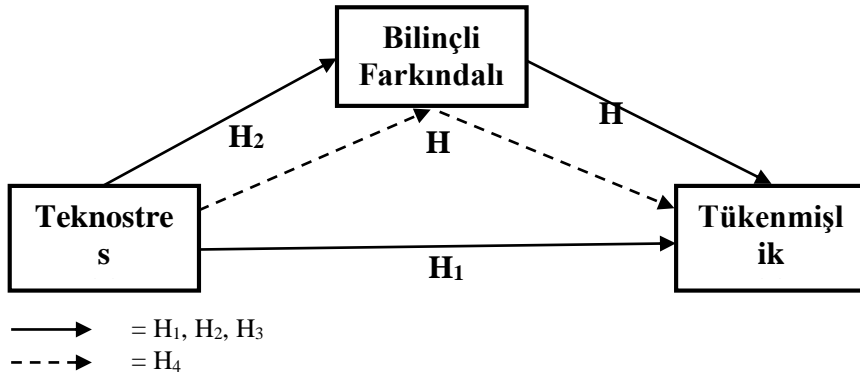 Bilinçli
Farkındalı
H
H₂
H
Teknostre
s
Tükenmişl
ik
H₁
= H₁, H₂, H₃
= H₄